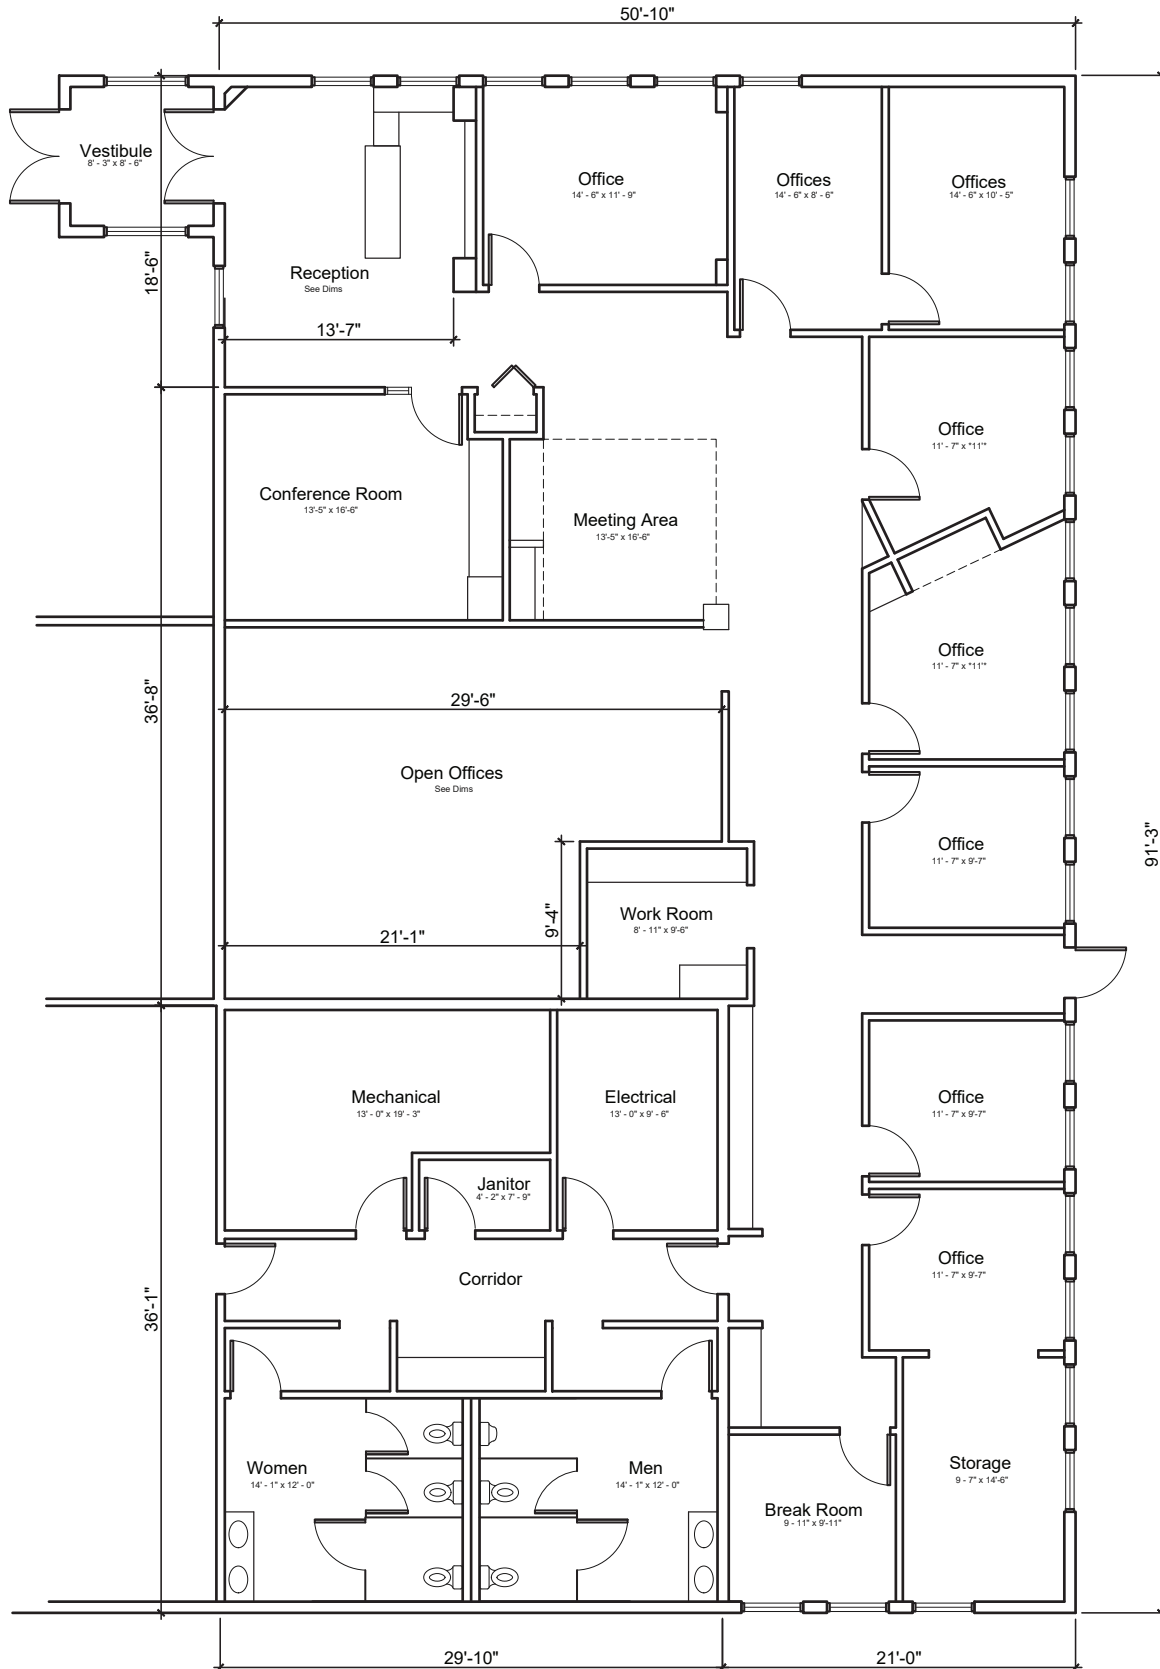 50'-10"
Vestibule
8' - 3" x 8' - 6"
Office
14' - 6" x 11' - 9"
Offices
14' - 6" x 8' - 6"
Offices
14' - 6" x 10' - 5"
18'-6"
Reception
See Dims
13'-7"
Office
11' - 7" x "11'"
Conference Room
13'-5" x 16'-6"
Meeting Area
13'-5" x 16'-6"
Office
11' - 7" x "11'"
36'-8"
29'-6"
Open Offices
See Dims
Office
11' - 7" x 9'-7"
91'-3"
9'-4"
Work Room
8' - 11" x 9'-6"
21'-1"
Mechanical
13' - 0" x 19' - 3"
Electrical
13' - 0" x 9' - 6"
Office
11' - 7" x 9'-7"
Janitor
4' - 2" x 7' - 9"
Corridor
Office
11' - 7" x 9'-7"
36'-1"
Women
14' - 1" x 12' - 0"
Men
14' - 1" x 12' - 0"
Storage
9 - 7" x 14'-6"
Break Room
9 - 11" x 9'-11"
29'-10"
21'-0"